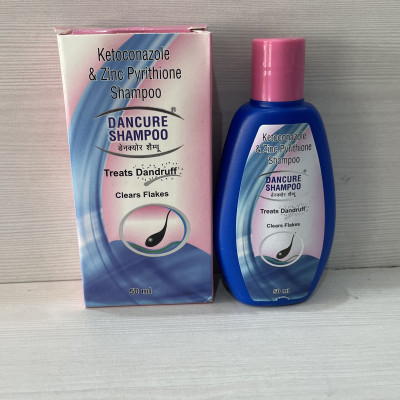 Ketoconazole
& Zinc Pyrithione
Shampoo
DANCURE ®
SHAMPOO
डेनक्योर शैम्पू
Treats Dandruff
Clears Flakes
50 ml
Ketoconazole
& Zinc Pyrithione
Shampoo
DANCURE
SHAMPOO
डेनक्योर शैम्पू
Treats Dandruff
Clears Flakes
50 ml